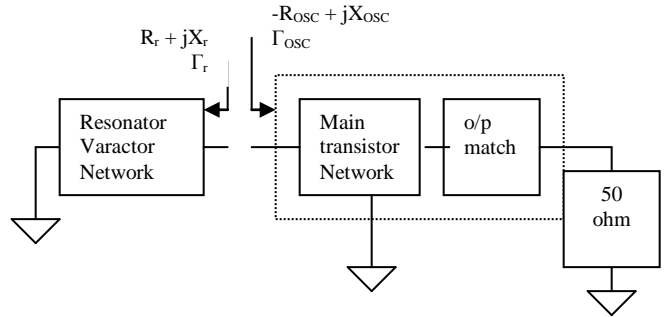 -R_OSC + jX_OSC
R_r + jX_r
Γ_OSC
Γ_r
Resonator
Varactor
Network
Main
transistor
Network
o/p
match
50
ohm